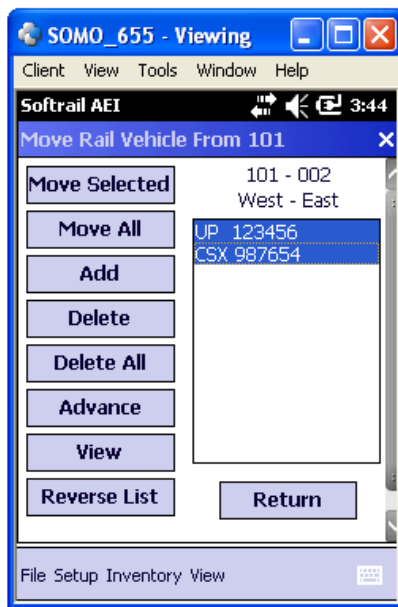 SOMO_655 - Viewing
Client View Tools Window Help
Softrail AEI 3:44
Move Rail Vehicle From 101
Move Selected
Move All
Add
Delete
Delete All
Advance
View
Reverse List
101 - 002
West - East
UP 123456
CSX 987654
Return
File Setup Inventory View